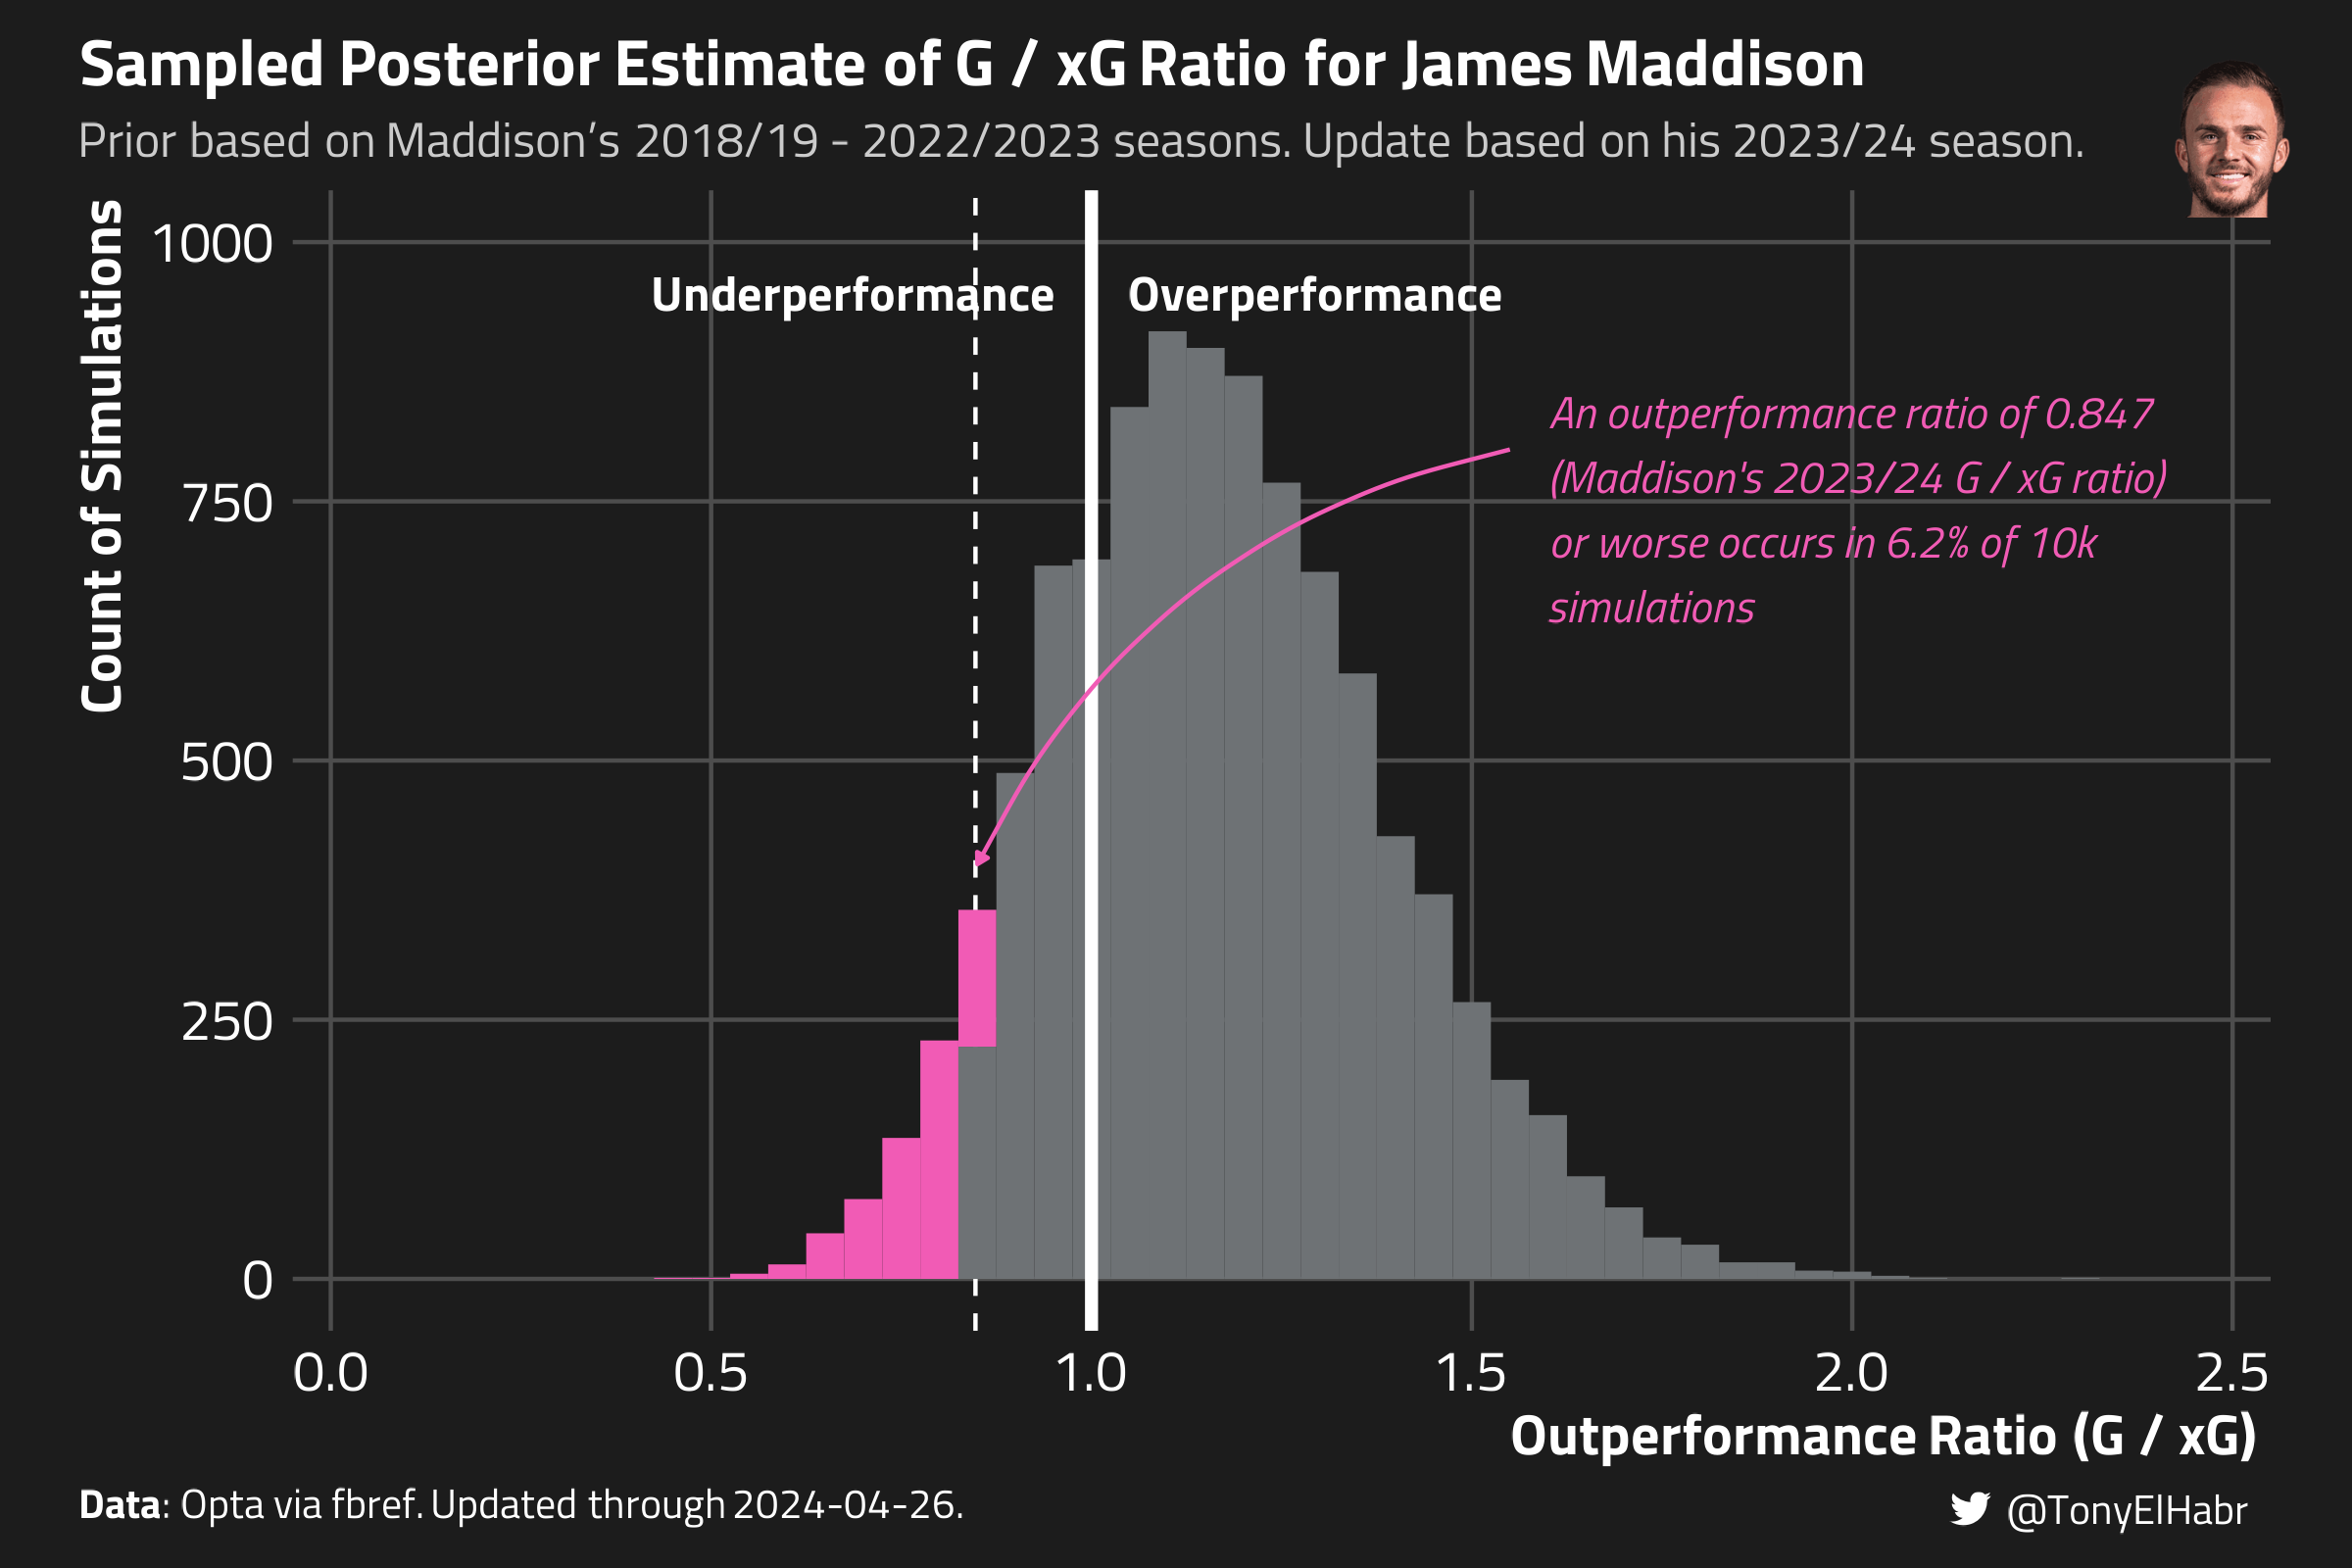 Sampled Posterior Estimate of G / xG Ratio for James Maddison
Prior based on Maddison’s 2018/19 - 2022/2023 seasons. Update based on his 2023/24 season.
Count of Simulations
1000
750
500
250
0
Underperformance
Overperformance
An outperformance ratio of 0.847
(Maddison's 2023/24 G / xG ratio)
or worse occurs in 6.2% of 10k
simulations
0.0
0.5
1.0
1.5
2.0
2.5
Outperformance Ratio (G / xG)
Data: Opta via fbref. Updated through 2024-04-26.
@TonyElHabr